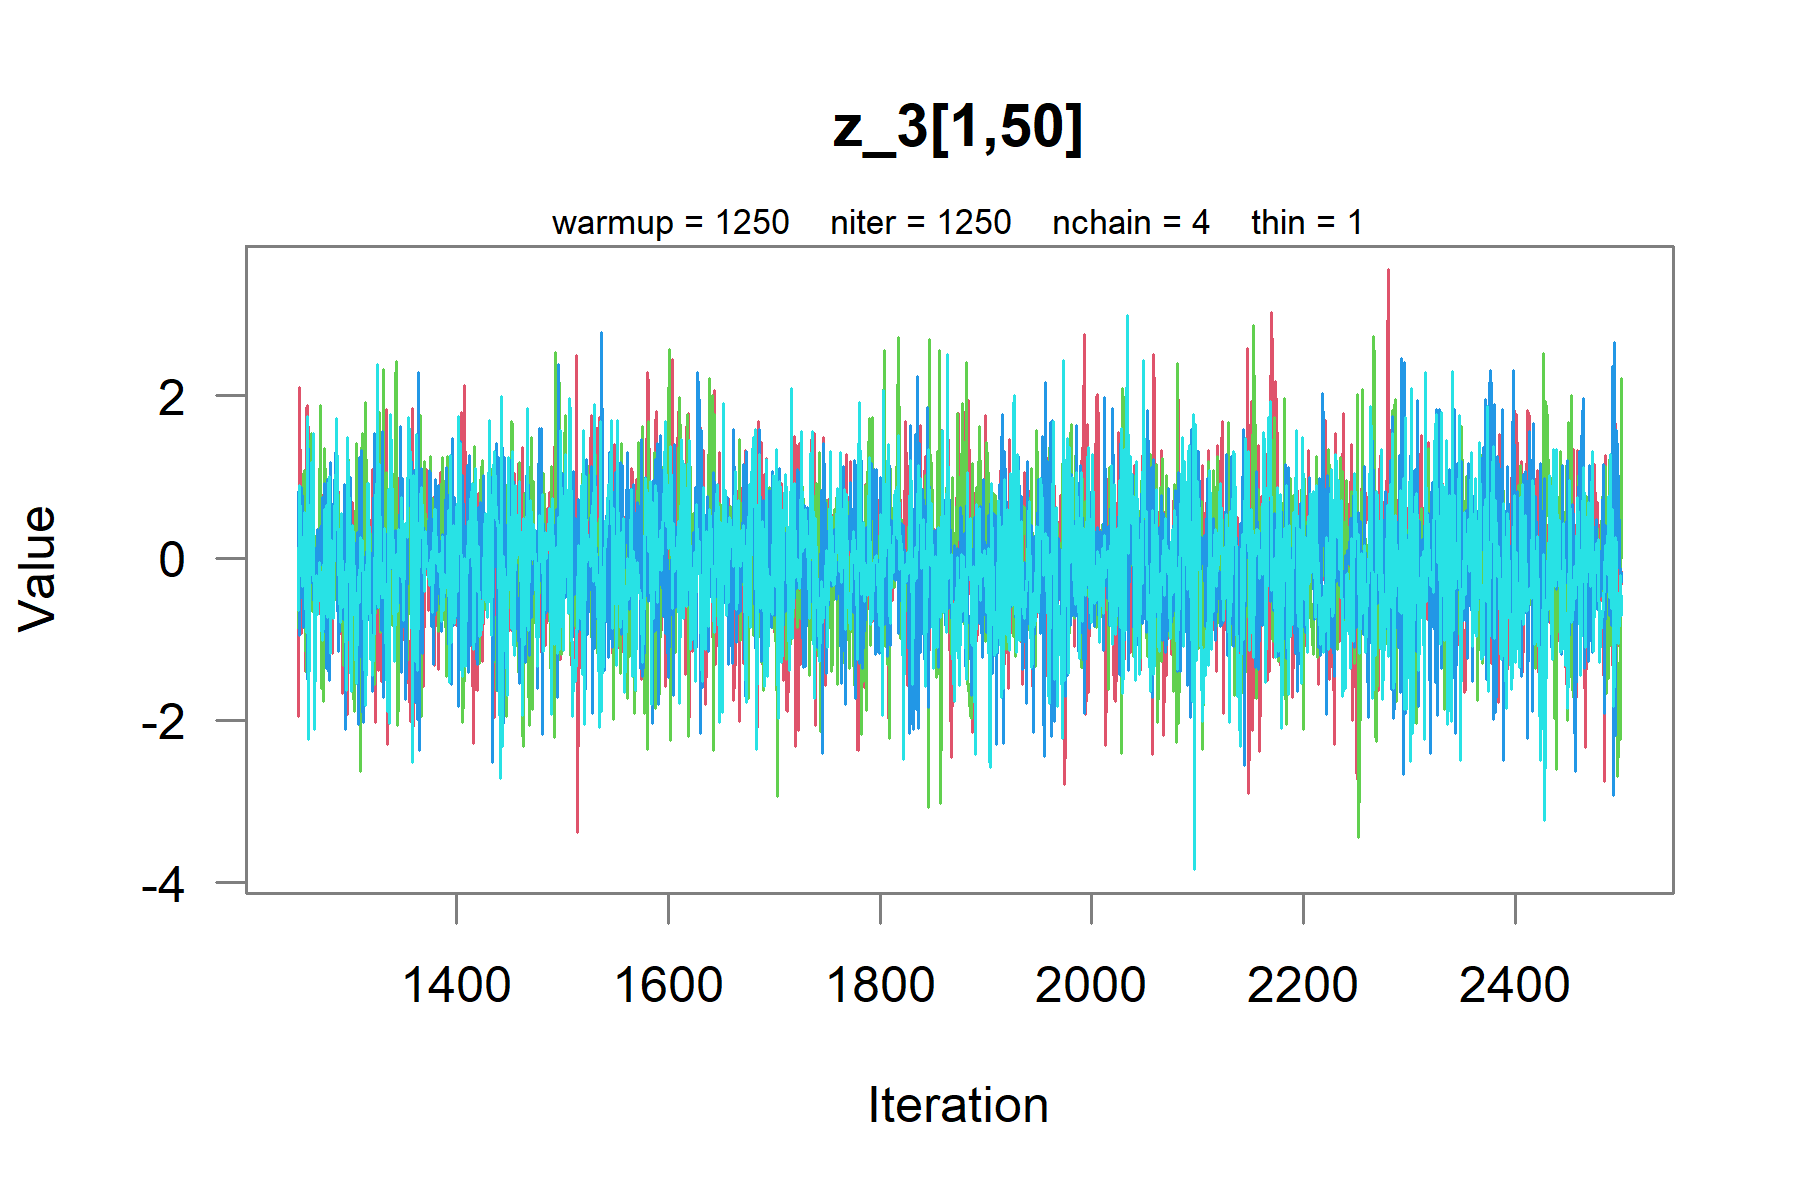 z_3[1,50]
warmup = 1250 niter = 1250 nchain = 4 thin = 1
Value
2
0
-2
-4
1400 1600 1800 2000 2200 2400
Iteration